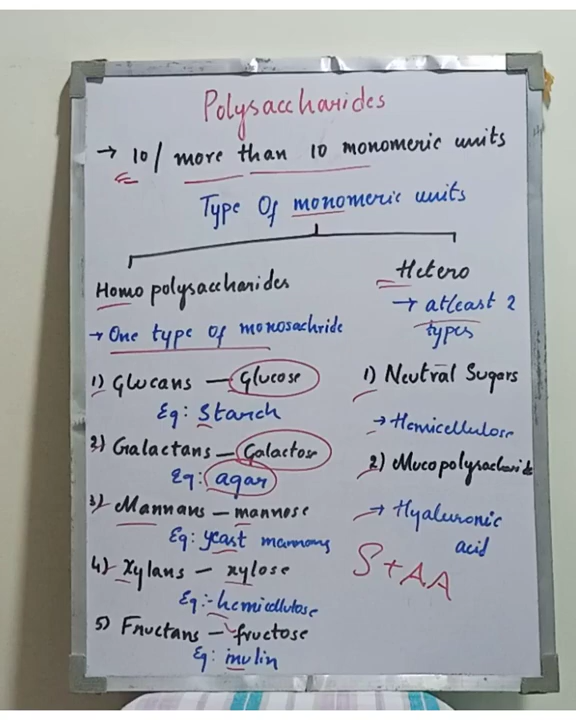 Polysaccharides
→ 10/ more than 10 monomeric units
Type Of monomeric units
Homo polysaccharides
→ One type of monosachride
1) Glucans — Glucose
Eg: Starch
2) Galactans — Galactose
Eg: agar
3) Mannans — mannose
Eg: yeast mannans
4) Xylans — xylose
Eg:- hemicellulose
5) Fructans — fructose
Eg: inulin
Hetero
→ atleast 2
types
1) Neutral Sugars
→ Hemicellulose
2) Mucopolysacharid
→ Hyaluronic
acid
S+AA